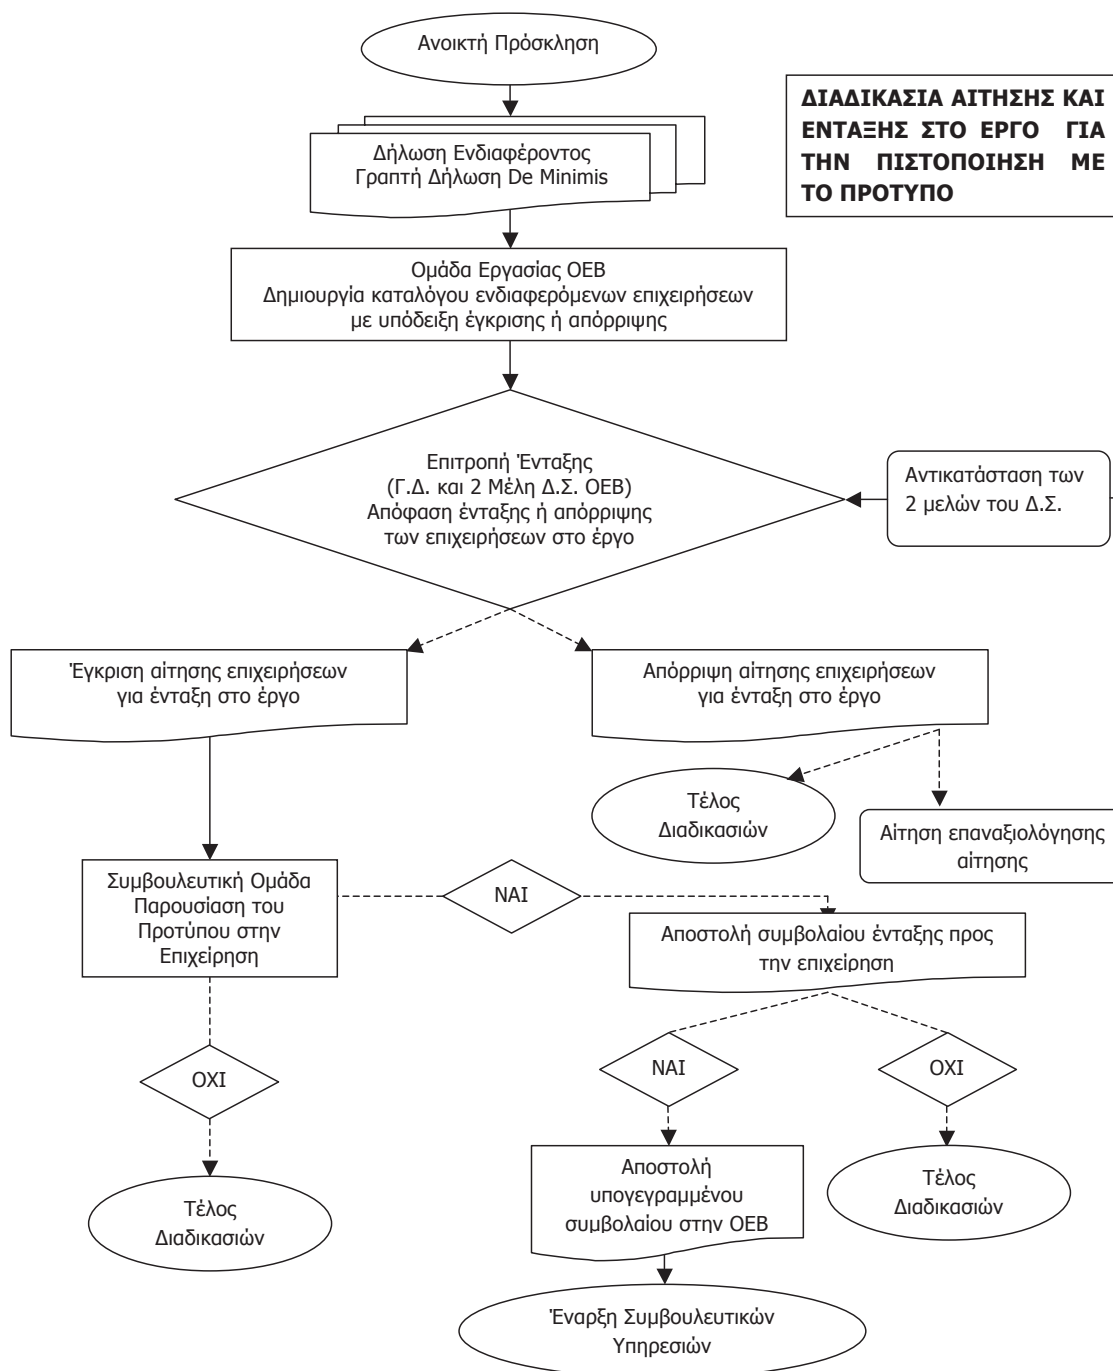 Ανοικτή Πρόσκληση
ΔΙΑΔΙΚΑΣΙΑ ΑΙΤΗΣΗΣ ΚΑΙ
ΕΝΤΑΞΗΣ ΣΤΟ ΕΡΓΟ ΓΙΑ
ΤΗΝ ΠΙΣΤΟΠΟΙΗΣΗ ΜΕ
ΤΟ ΠΡΟΤΥΠΟ
Δήλωση Ενδιαφέροντος
Γραπτή Δήλωση De Minimis
Ομάδα Εργασίας ΟΕΒ
Δημιουργία καταλόγου ενδιαφερόμενων επιχειρήσεων
με υπόδειξη έγκρισης ή απόρριψης
Επιτροπή Ένταξης
(Γ.Δ. και 2 Μέλη Δ.Σ. ΟΕΒ)
Απόφαση ένταξης ή απόρριψης
των επιχειρήσεων στο έργο
Αντικατάσταση των
2 μελών του Δ.Σ.
Έγκριση αίτησης επιχειρήσεων
για ένταξη στο έργο
Απόρριψη αίτησης επιχειρήσεων
για ένταξη στο έργο
Τέλος
Διαδικασιών
Αίτηση επαναξιολόγησης
αίτησης
Συμβουλευτική Ομάδα
Παρουσίαση του
Προτύπου στην
Επιχείρηση
ΝΑΙ
Αποστολή συμβολαίου ένταξης προς
την επιχείρηση
ΟΧΙ
ΝΑΙ
ΟΧΙ
Τέλος
Διαδικασιών
Αποστολή
υπογεγραμμένου
συμβολαίου στην ΟΕΒ
Τέλος
Διαδικασιών
Έναρξη Συμβουλευτικών
Υπηρεσιών